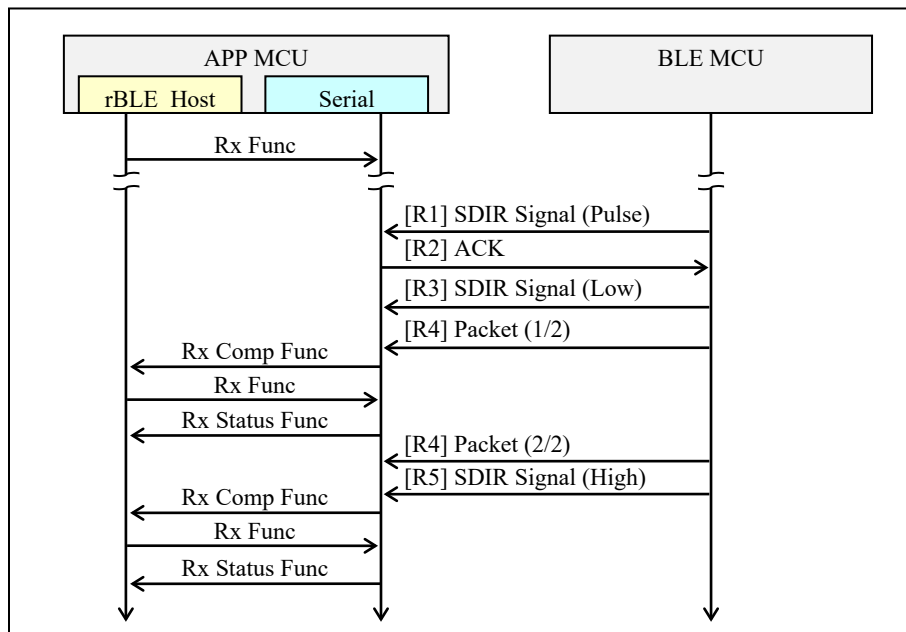 APP MCU
BLE MCU
rBLE_Host
Serial
Rx Func
[R1] SDIR Signal (Pulse)
[R2] ACK
[R3] SDIR Signal (Low)
[R4] Packet (1/2)
Rx Comp Func
Rx Func
Rx Status Func
[R4] Packet (2/2)
[R5] SDIR Signal (High)
Rx Comp Func
Rx Func
Rx Status Func